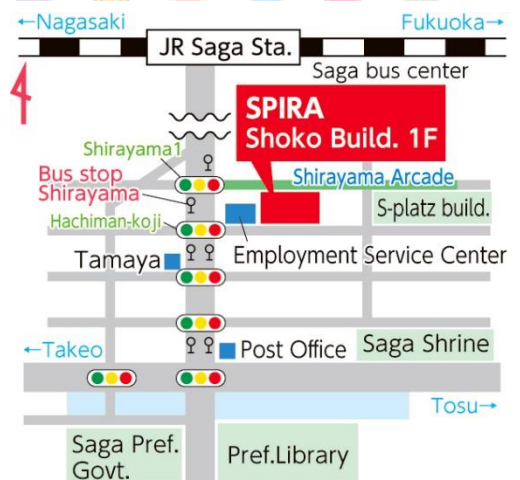 ←Nagasaki
Fukuoka→
JR Saga Sta.
Saga bus center
SPIRA
Shoko Build. 1F
Shirayama1
Bus stop
Shirayama
Shirayama Arcade
S-platz build.
Hachiman-koji
Tamaya
Employment Service Center
←Takeo
Post Office
Saga Shrine
Tosu→
Saga Pref.
Govt.
Pref.Library